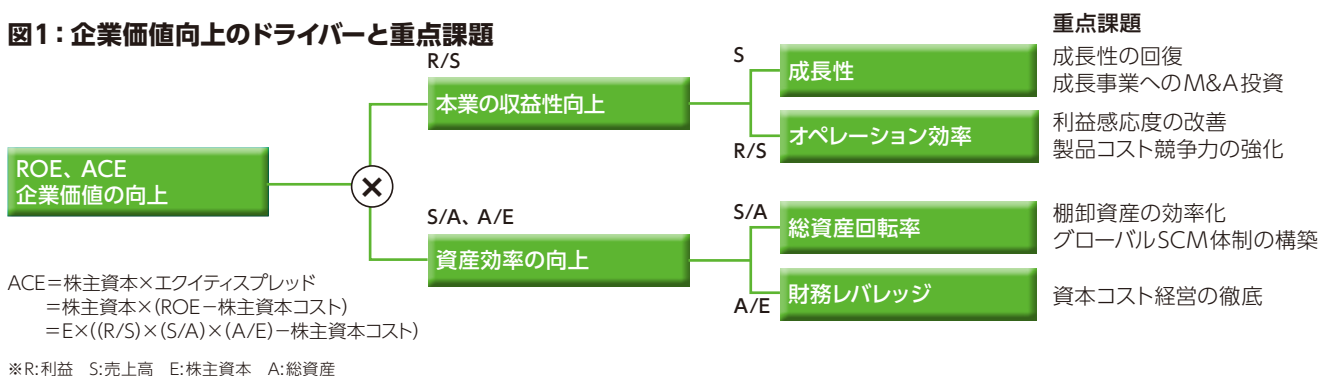 図1：企業価値向上のドライバーと重点課題
ROE、ACE
企業価値の向上
×
R/S
本業の収益性向上
S/A、A/E
資産効率の向上
S
成長性
R/S
オペレーション効率
S/A
総資産回転率
A/E
財務レバレッジ
重点課題
成長性の回復
成長事業へのM&A投資
利益感応度の改善
製品コスト競争力の強化
棚卸資産の効率化
グローバルSCM体制の構築
資本コスト経営の徹底
ACE＝株主資本×エクイティスプレッド
＝株主資本×(ROE－株主資本コスト)
＝E×((R/S)×(S/A)×(A/E)－株主資本コスト)
※R:利益　S:売上高　E:株主資本　A:総資産